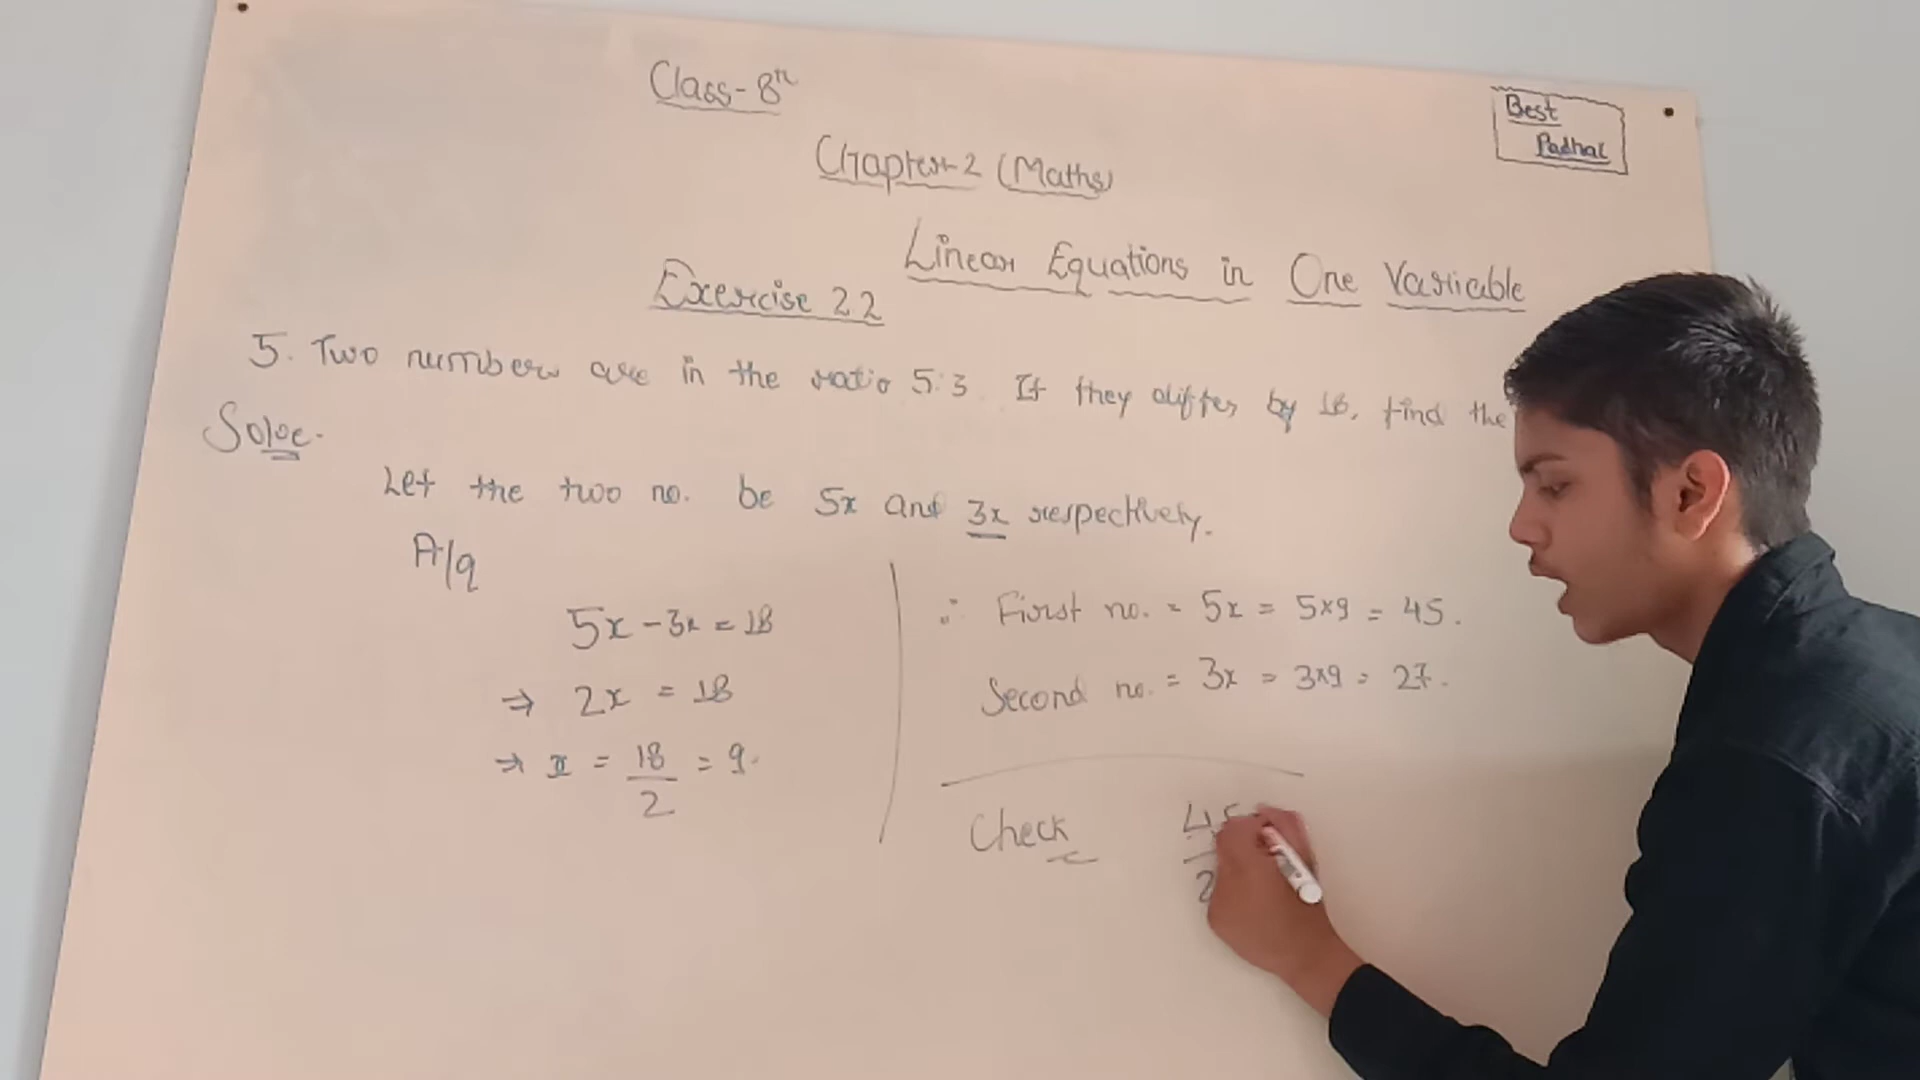 Class-8th
Best
Padhai
Chapter-2 (Maths)
Linear Equations in One Variable
Exercise 2.2
5. Two numbers are in the ratio 5:3. If they differ by 18, find the
Solve-
Let the two no. be 5x and 3x respectively.
A/q
5x - 3x = 18
⇒ 2x = 18
⇒ x = 18/2 = 9.
∴ First no. = 5x = 5×9 = 45.
Second no. = 3x = 3×9 = 27.
Check